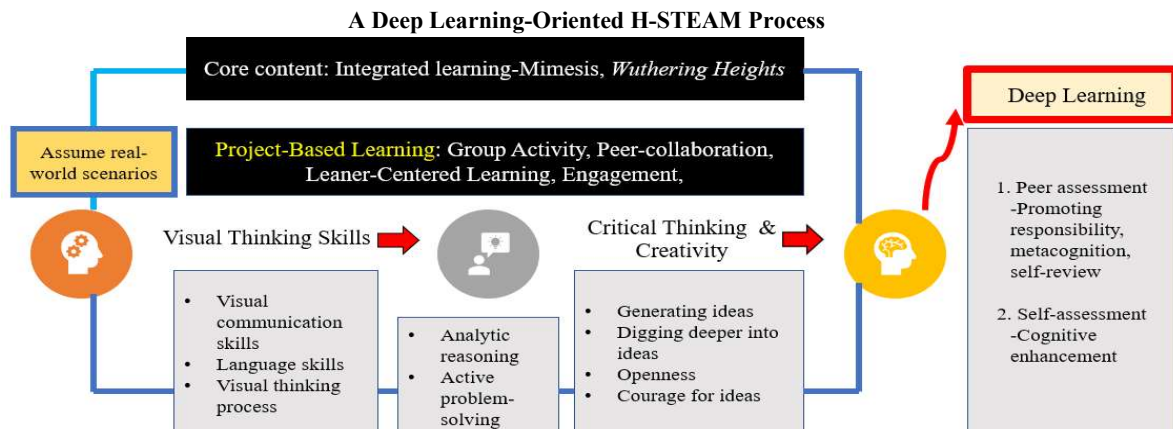 A Deep Learning-Oriented H-STEAM Process
Core content: Integrated learning-Mimesis, Wuthering Heights
Assume real-
world scenarios
Project-Based Learning: Group Activity, Peer-collaboration,
Leaner-Centered Learning, Engagement,
Visual Thinking Skills
Critical Thinking &
Creativity
• Visual
communication
skills
• Language skills
• Visual thinking
process
• Analytic
reasoning
• Active
problem-
solving
• Generating ideas
• Digging deeper into
ideas
• Openness
• Courage for ideas
Deep Learning
1. Peer assessment
-Promoting
responsibility,
metacognition,
self-review
2. Self-assessment
-Cognitive
enhancement